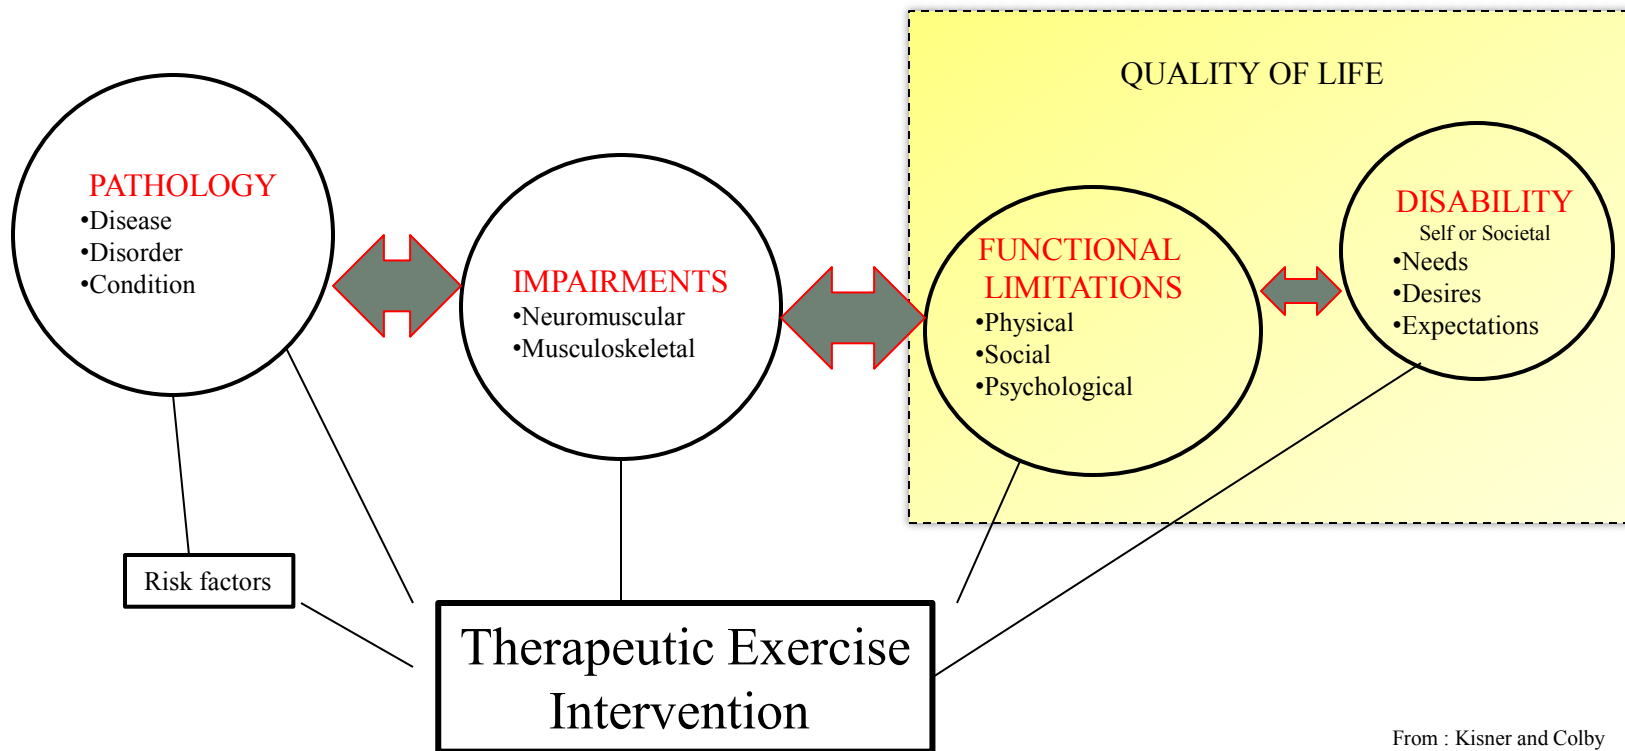 QUALITY OF LIFE
PATHOLOGY
•Disease
•Disorder
•Condition
IMPAIRMENTS
•Neuromuscular
•Musculoskeletal
FUNCTIONAL
LIMITATIONS
•Physical
•Social
•Psychological
DISABILITY
Self or Societal
•Needs
•Desires
•Expectations
Risk factors
Therapeutic Exercise
Intervention
From : Kisner and Colby